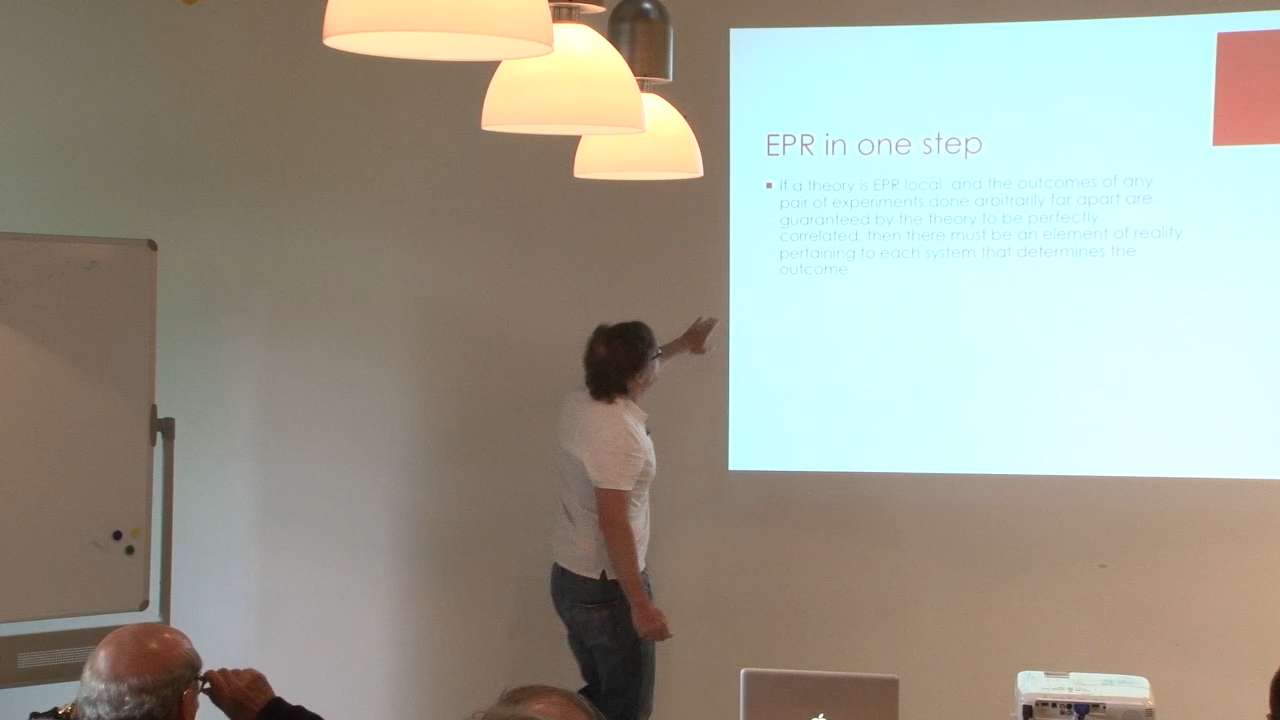 EPR in one step
If a theory is EPR local, and the outcomes of any
pair of experiments done arbitrarily far apart are
guaranteed by the theory to be perfectly
correlated, then there must be an element of reality
pertaining to each system that determines the
outcome.